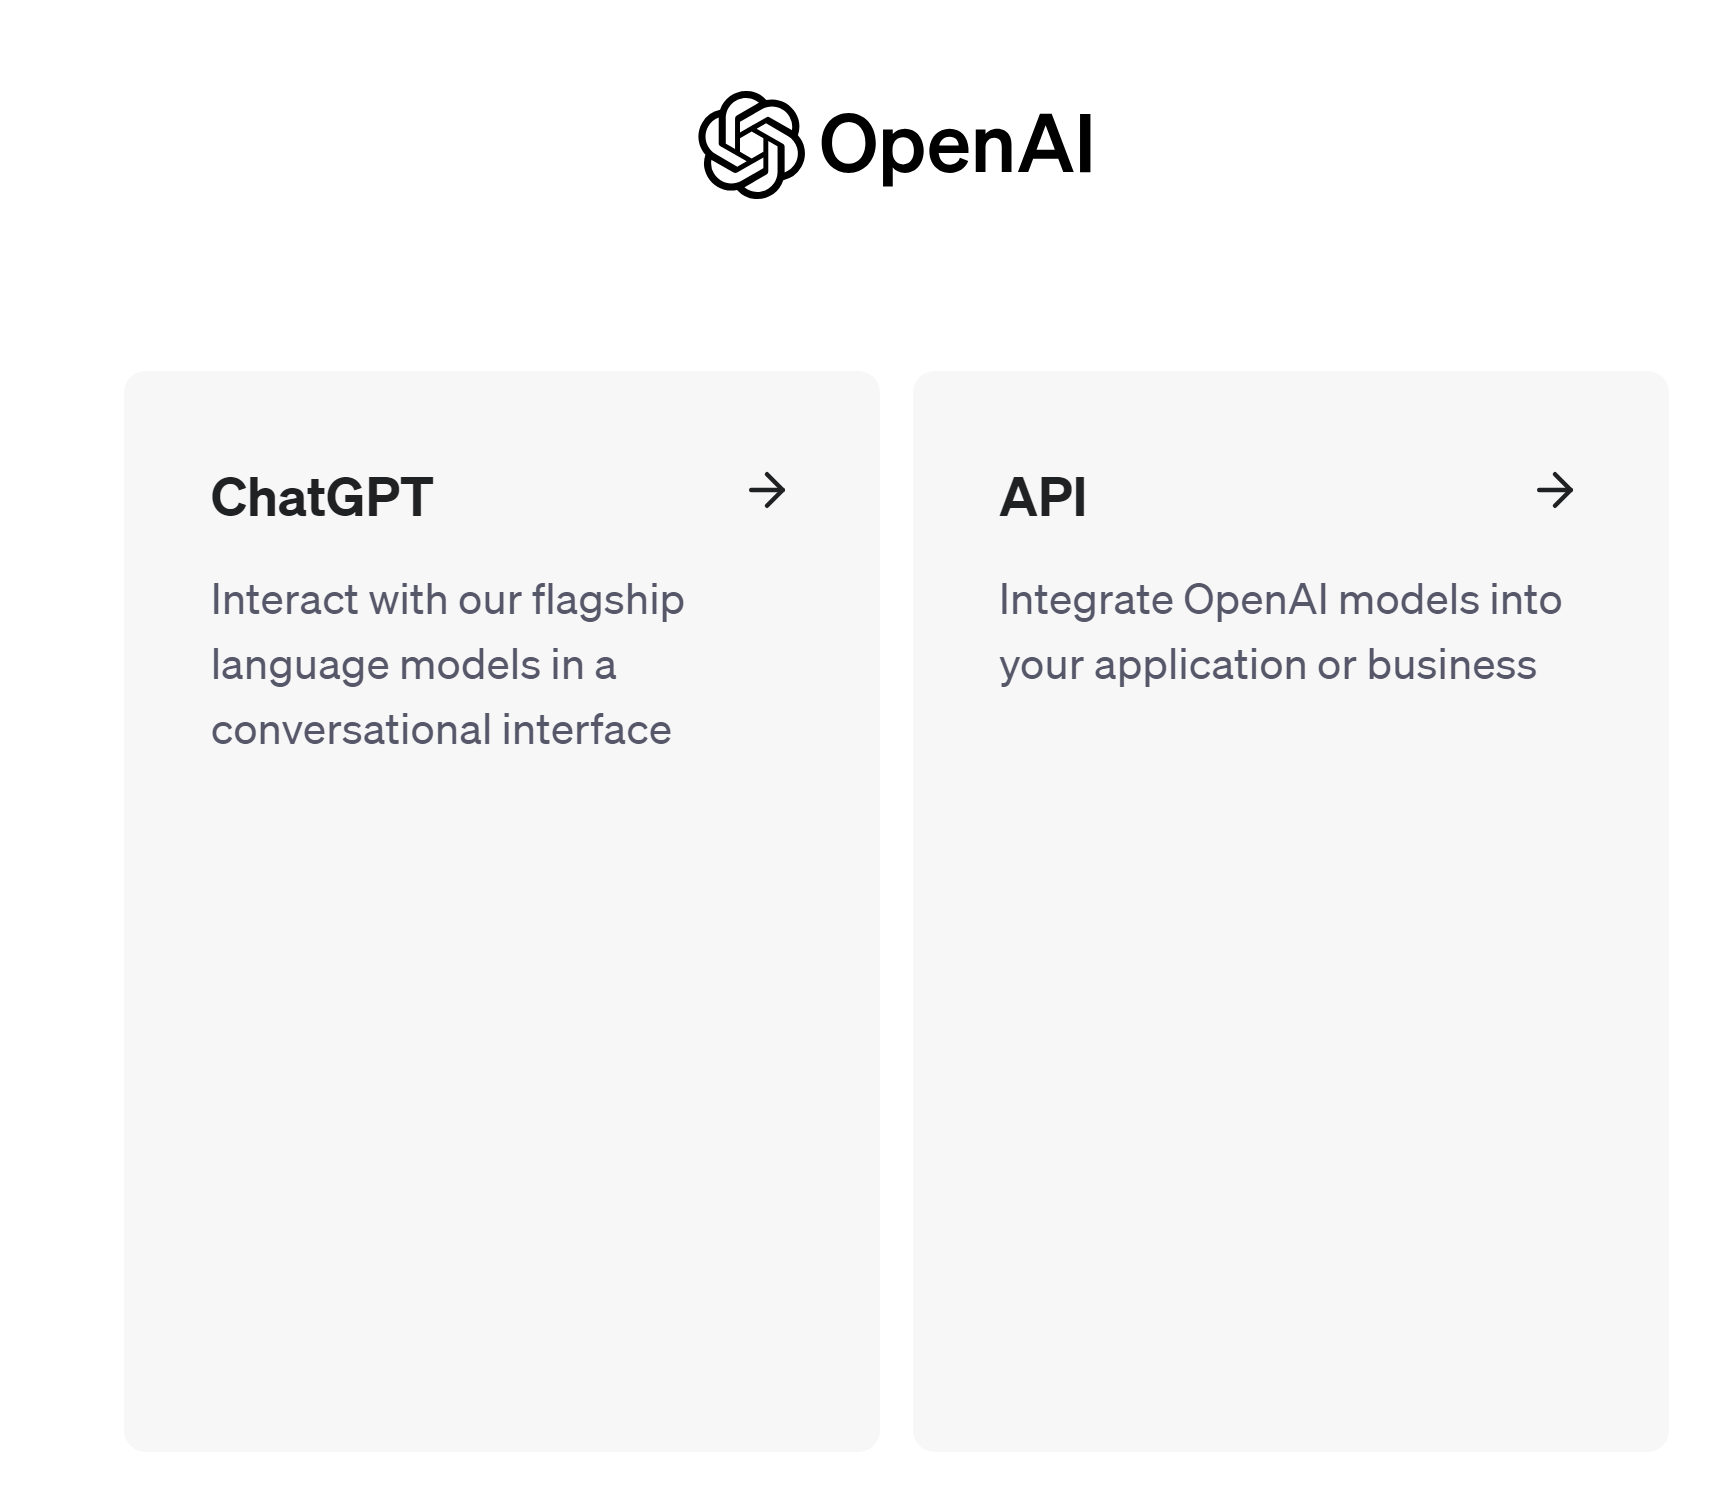 OpenAI
ChatGPT
Interact with our flagship
language models in a
conversational interface
API
Integrate OpenAI models into
your application or business